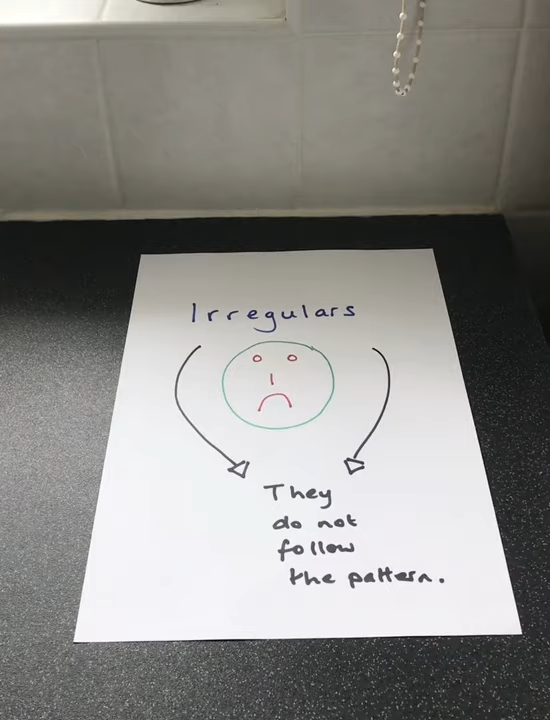 Irregulars
They
do not
follow
the pattern.